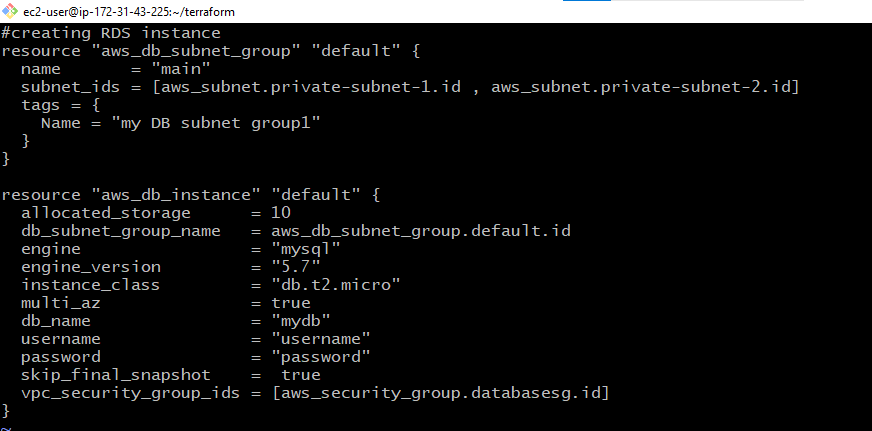 ec2-user@ip-172-31-43-225:~/terraform
#creating RDS instance
resource "aws_db_subnet_group" "default" {
  name       = "main"
  subnet_ids = [aws_subnet.private-subnet-1.id , aws_subnet.private-subnet-2.id]
  tags = {
    Name = "my DB subnet group1"
  }
}

resource "aws_db_instance" "default" {
  allocated_storage      = 10
  db_subnet_group_name   = aws_db_subnet_group.default.id
  engine                 = "mysql"
  engine_version         = "5.7"
  instance_class         = "db.t2.micro"
  multi_az               = true
  db_name                = "mydb"
  username               = "username"
  password               = "password"
  skip_final_snapshot    =  true
  vpc_security_group_ids = [aws_security_group.databasesg.id]
}
~